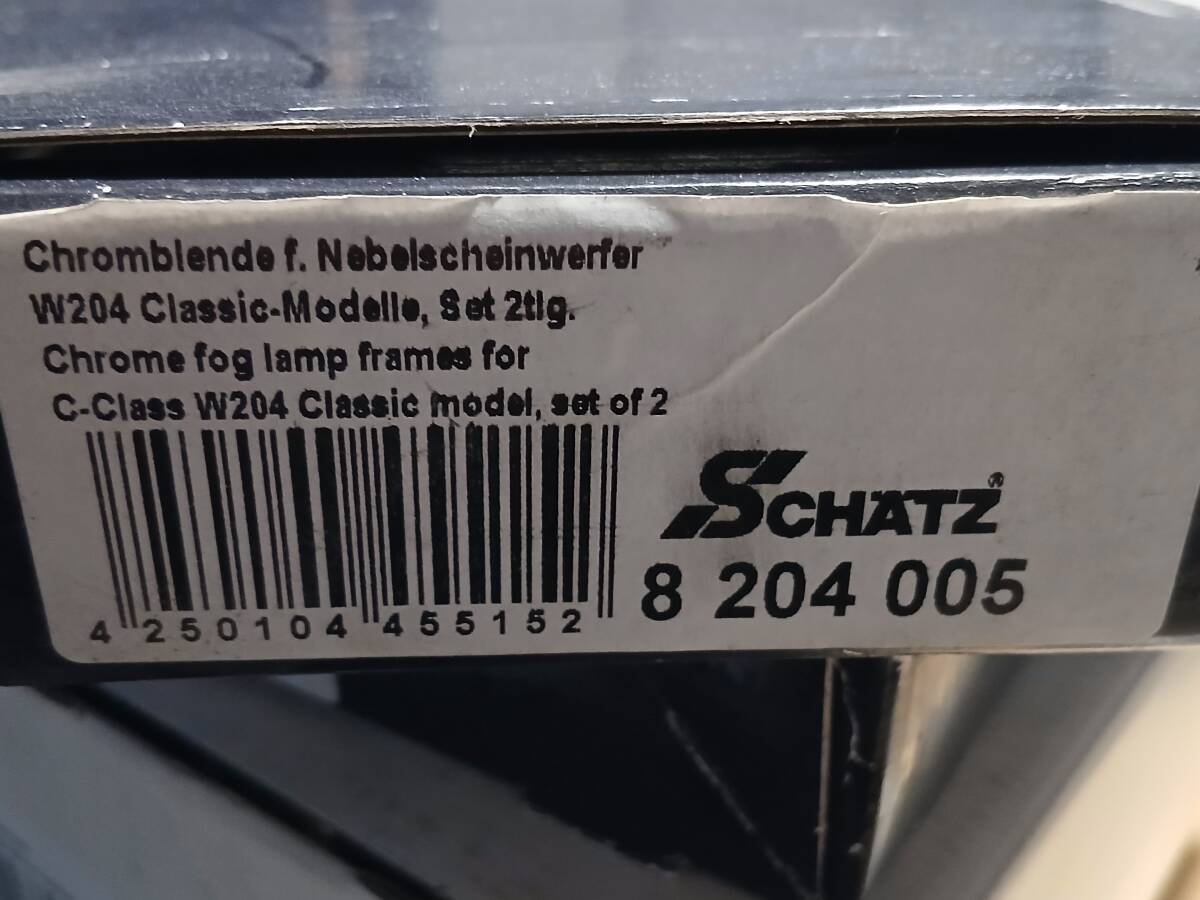 Chromblende f. Nebelscheinwerfer
W204 Classic-Modelle, Set 2tlg.
Chrome fog lamp frames for
C-Class W204 Classic model, set of 2
SCHÄTZ®
8 204 005
4 250104 455152